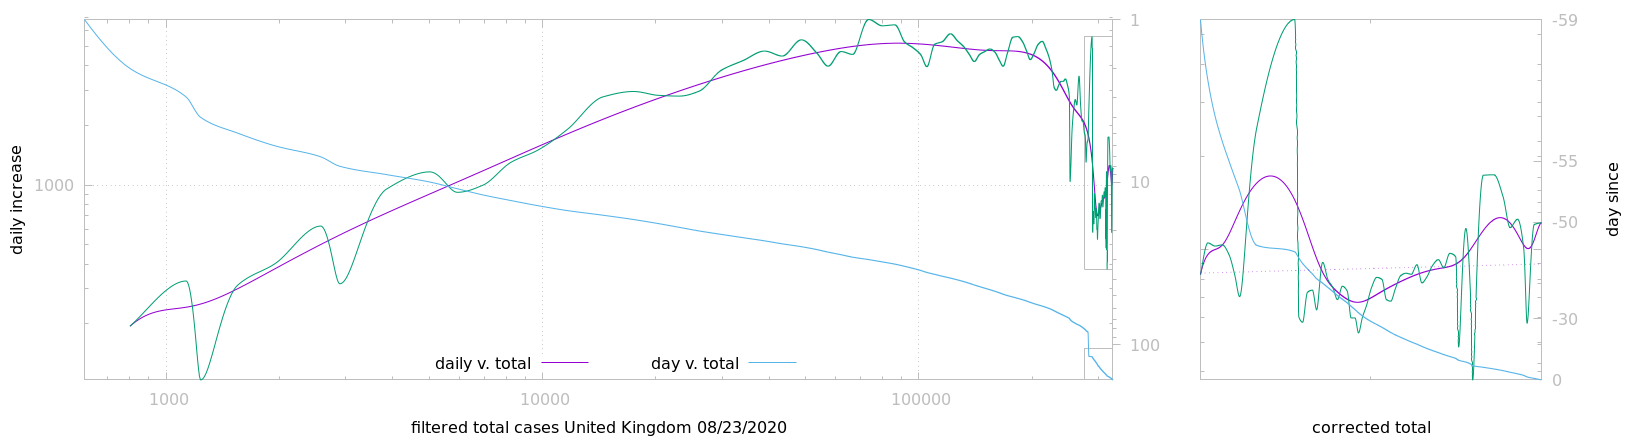 1
-59
daily increase
1000
10
-55
-50
day since
-30
daily v. total
day v. total
100
0
1000
10000
100000
filtered total cases United Kingdom 08/23/2020
corrected total